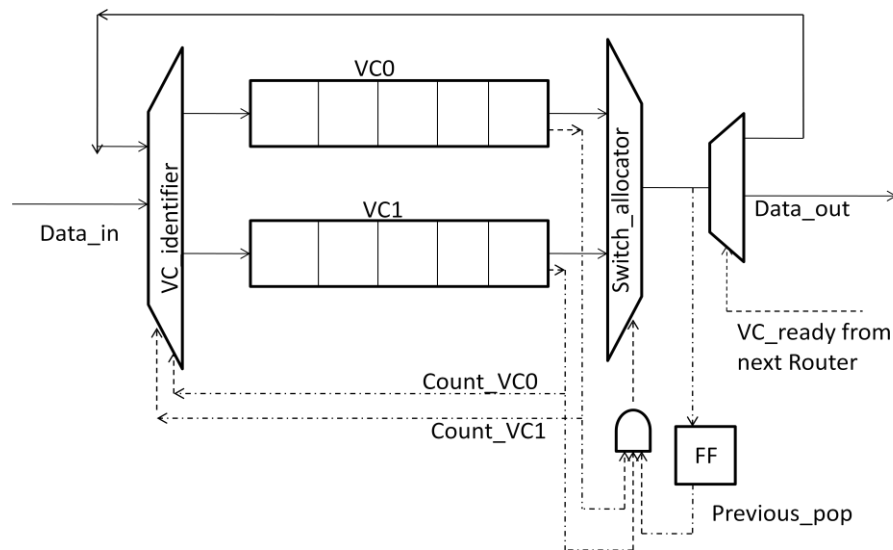 VC0
VC1
Data_in
VC_identifier
Switch_allocator
Data_out
VC_ready from
next Router
Count_VC0
Count_VC1
FF
Previous_pop